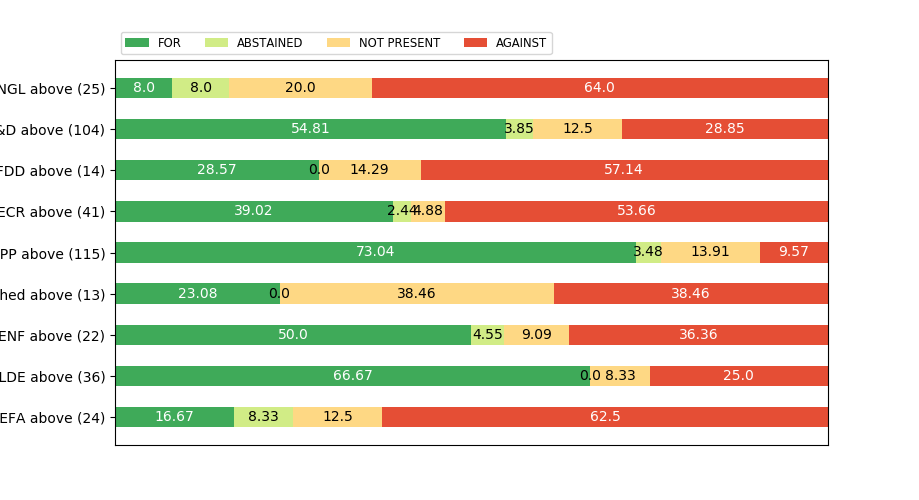 FOR ABSTAINED NOT PRESENT AGAINST
NGL above (25) 8.0 8.0 20.0 64.0
&D above (104) 54.81 3.85 12.5 28.85
FDD above (14) 28.57 0.0 14.29 57.14
ECR above (41) 39.02 2.44 4.88 53.66
PP above (115) 73.04 3.48 13.91 9.57
hed above (13) 23.08 0.0 38.46 38.46
ENF above (22) 50.0 4.55 9.09 36.36
LDE above (36) 66.67 0.0 8.33 25.0
EFA above (24) 16.67 8.33 12.5 62.5